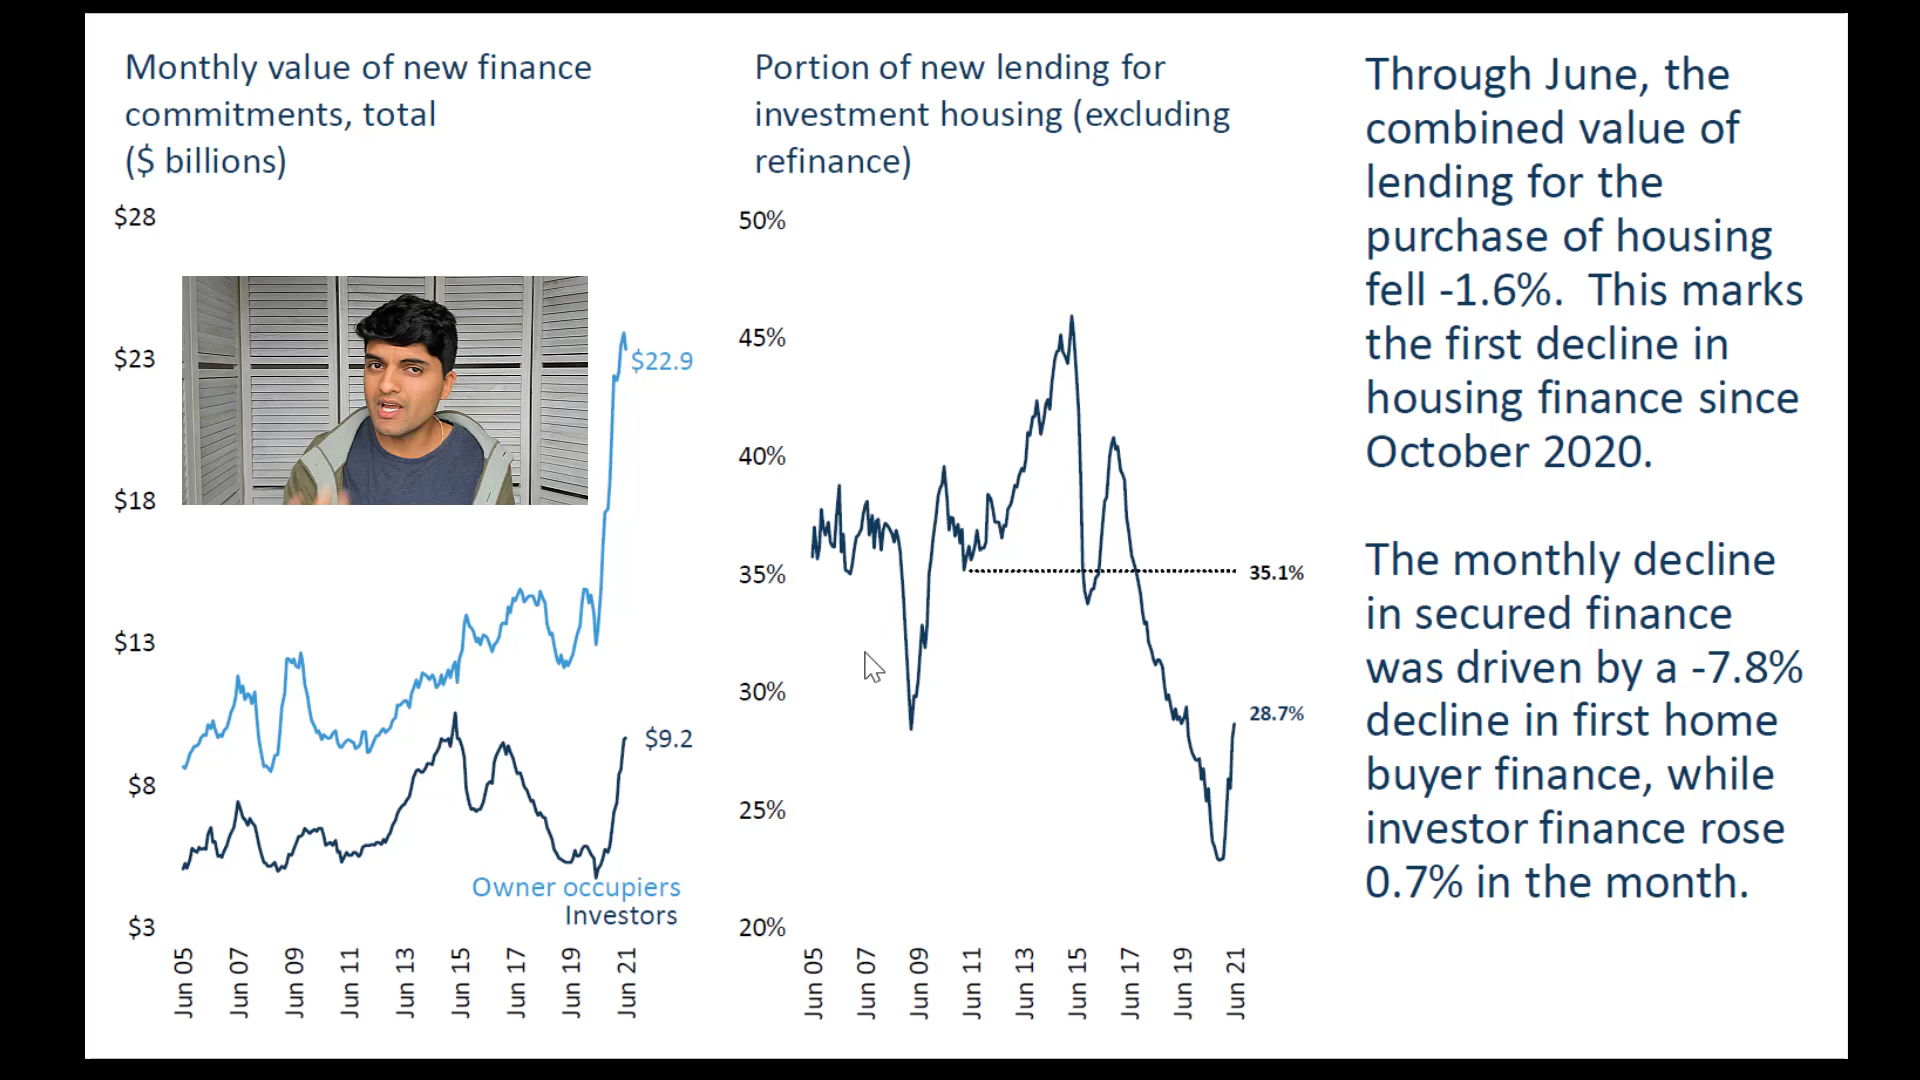 Monthly value of new finance
commitments, total
($ billions)
$28
$23
$18
$13
$8
$3
$22.9
$9.2
Owner occupiers
Investors
Jun 05
Jun 07
Jun 09
Jun 11
Jun 13
Jun 15
Jun 17
Jun 19
Jun 21
Portion of new lending for
investment housing (excluding
refinance)
50%
45%
40%
35%
30%
25%
20%
35.1%
28.7%
Jun 05
Jun 07
Jun 09
Jun 11
Jun 13
Jun 15
Jun 17
Jun 19
Jun 21
Through June, the
combined value of
lending for the
purchase of housing
fell -1.6%.  This marks
the first decline in
housing finance since
October 2020.
The monthly decline
in secured finance
was driven by a -7.8%
decline in first home
buyer finance, while
investor finance rose
0.7% in the month.